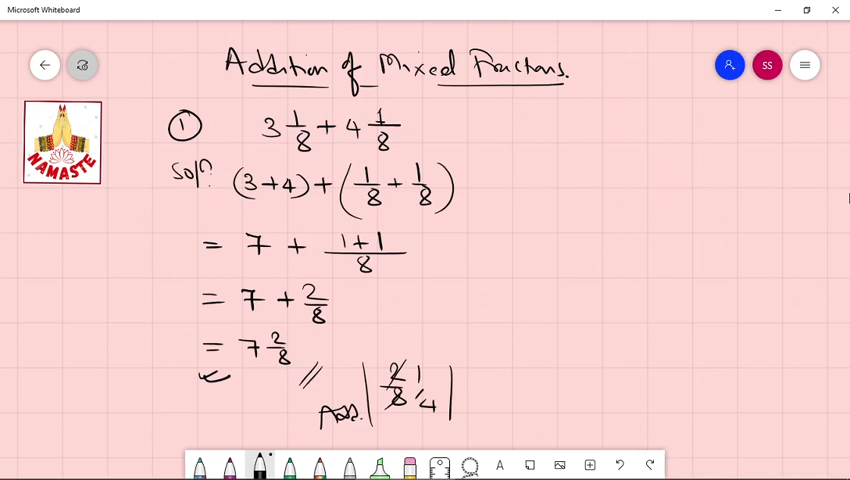 Microsoft Whiteboard
SS
Addition of Mixed Fractions.
NAMASTE
① 3 1/8 + 4 1/8
Solⁿ. (3+4) + (1/8 + 1/8)
= 7 + (1+1)/8
= 7 + 2/8
= 7 2/8
// Ans. | 2/8 1/4 |
A